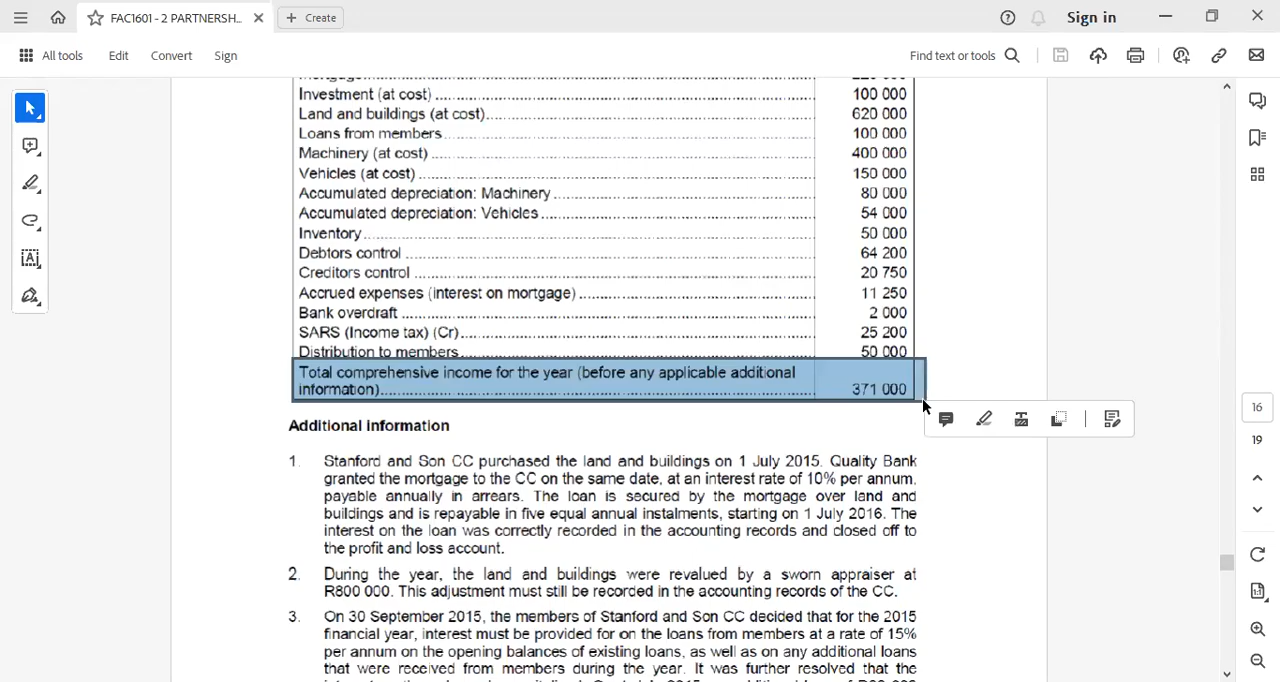 FAC1601 - 2 PARTNERSH...
Create
Sign in
All tools
Edit
Convert
Sign
Find text or tools
Investment (at cost) 100 000
Land and buildings (at cost) 620 000
Loans from members 100 000
Machinery (at cost) 400 000
Vehicles (at cost) 150 000
Accumulated depreciation: Machinery 80 000
Accumulated depreciation: Vehicles 54 000
Inventory 50 000
Debtors control 64 200
Creditors control 20 750
Accrued expenses (interest on mortgage) 11 250
Bank overdraft 2 000
SARS (Income tax) (Cr) 25 200
Distribution to members 50 000
Total comprehensive income for the year (before any applicable additional
information) 371 000
Additional information
1. Stanford and Son CC purchased the land and buildings on 1 July 2015. Quality Bank
granted the mortgage to the CC on the same date, at an interest rate of 10% per annum,
payable annually in arrears. The loan is secured by the mortgage over land and
buildings and is repayable in five equal annual instalments, starting on 1 July 2016. The
interest on the loan was correctly recorded in the accounting records and closed off to
the profit and loss account.
2. During the year, the land and buildings were revalued by a sworn appraiser at
R800 000. This adjustment must still be recorded in the accounting records of the CC.
3. On 30 September 2015, the members of Stanford and Son CC decided that for the 2015
financial year, interest must be provided for on the loans from members at a rate of 15%
per annum on the opening balances of existing loans, as well as on any additional loans
that were received from members during the year. It was further resolved that the
16
19